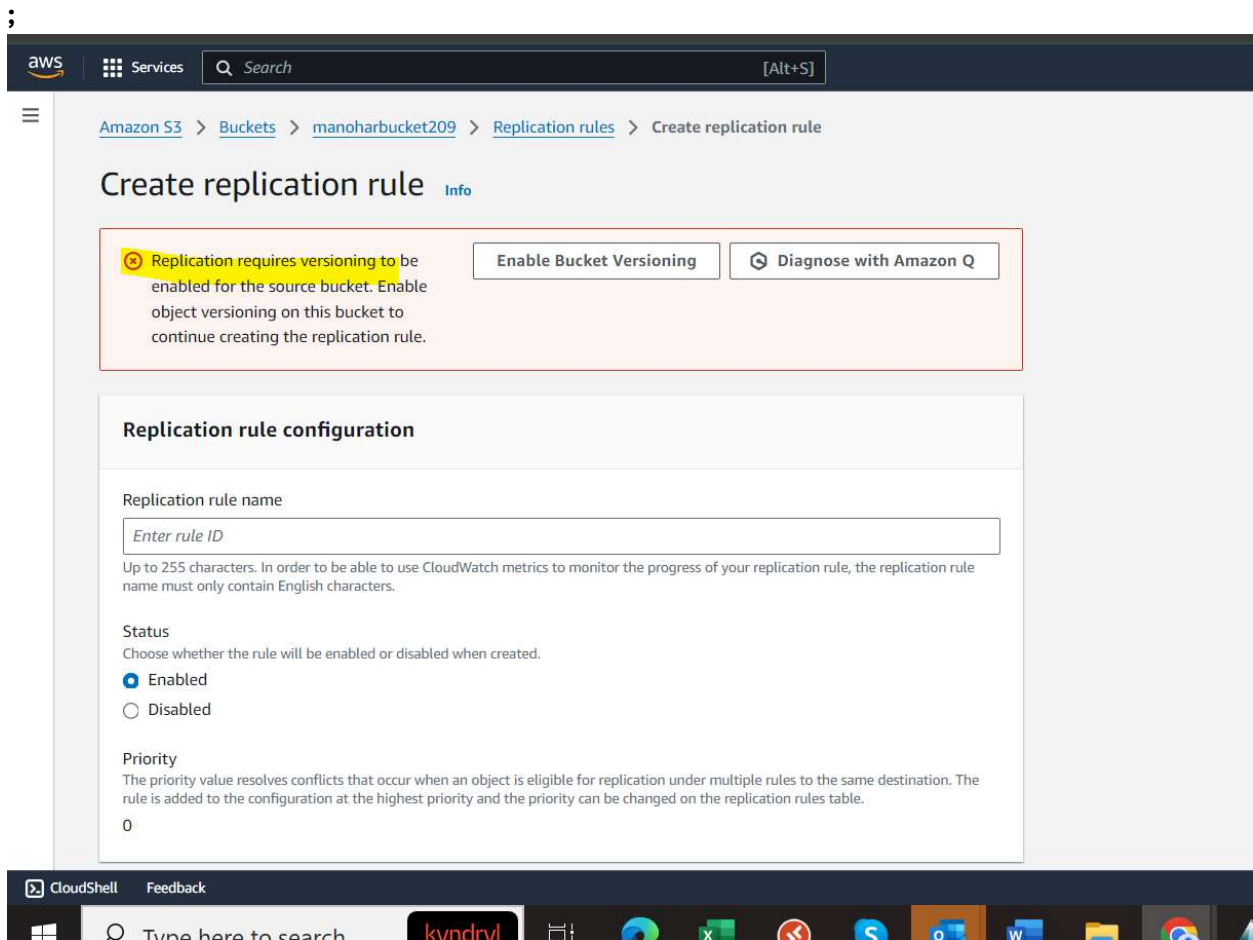 ;
aws Services Search [Alt+S]
Amazon S3 > Buckets > manoharbucket209 > Replication rules > Create replication rule
Create replication rule Info
Replication requires versioning to be
enabled for the source bucket. Enable
object versioning on this bucket to
continue creating the replication rule.
Enable Bucket Versioning
Diagnose with Amazon Q
Replication rule configuration
Replication rule name
Enter rule ID
Up to 255 characters. In order to be able to use CloudWatch metrics to monitor the progress of your replication rule, the replication rule
name must only contain English characters.
Status
Choose whether the rule will be enabled or disabled when created.
Enabled
Disabled
Priority
The priority value resolves conflicts that occur when an object is eligible for replication under multiple rules to the same destination. The
rule is added to the configuration at the highest priority and the priority can be changed on the replication rules table.
0
CloudShell Feedback
Type here to search kyndryl